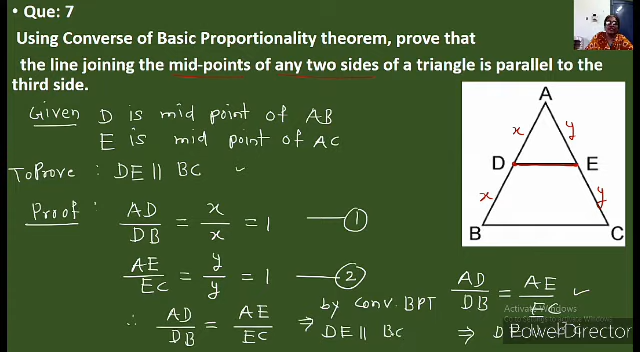 • Que: 7
Using Converse of Basic Proportionality theorem, prove that
the line joining the mid-points of any two sides of a triangle is parallel to the
third side.
Given D is mid point of AB
E is mid point of AC
To Prove : DE || BC ✓
Proof : AD/DB = x/x = 1 —— ①
AE/EC = y/y = 1 —— ②
∴ AD/DB = AE/EC ⇒ by conv. BPT
DE || BC
AD/DB = AE/EC ✓
⇒ DE || BC
A
x y
D E
x y
B C
Activate Windows
PowerDirector